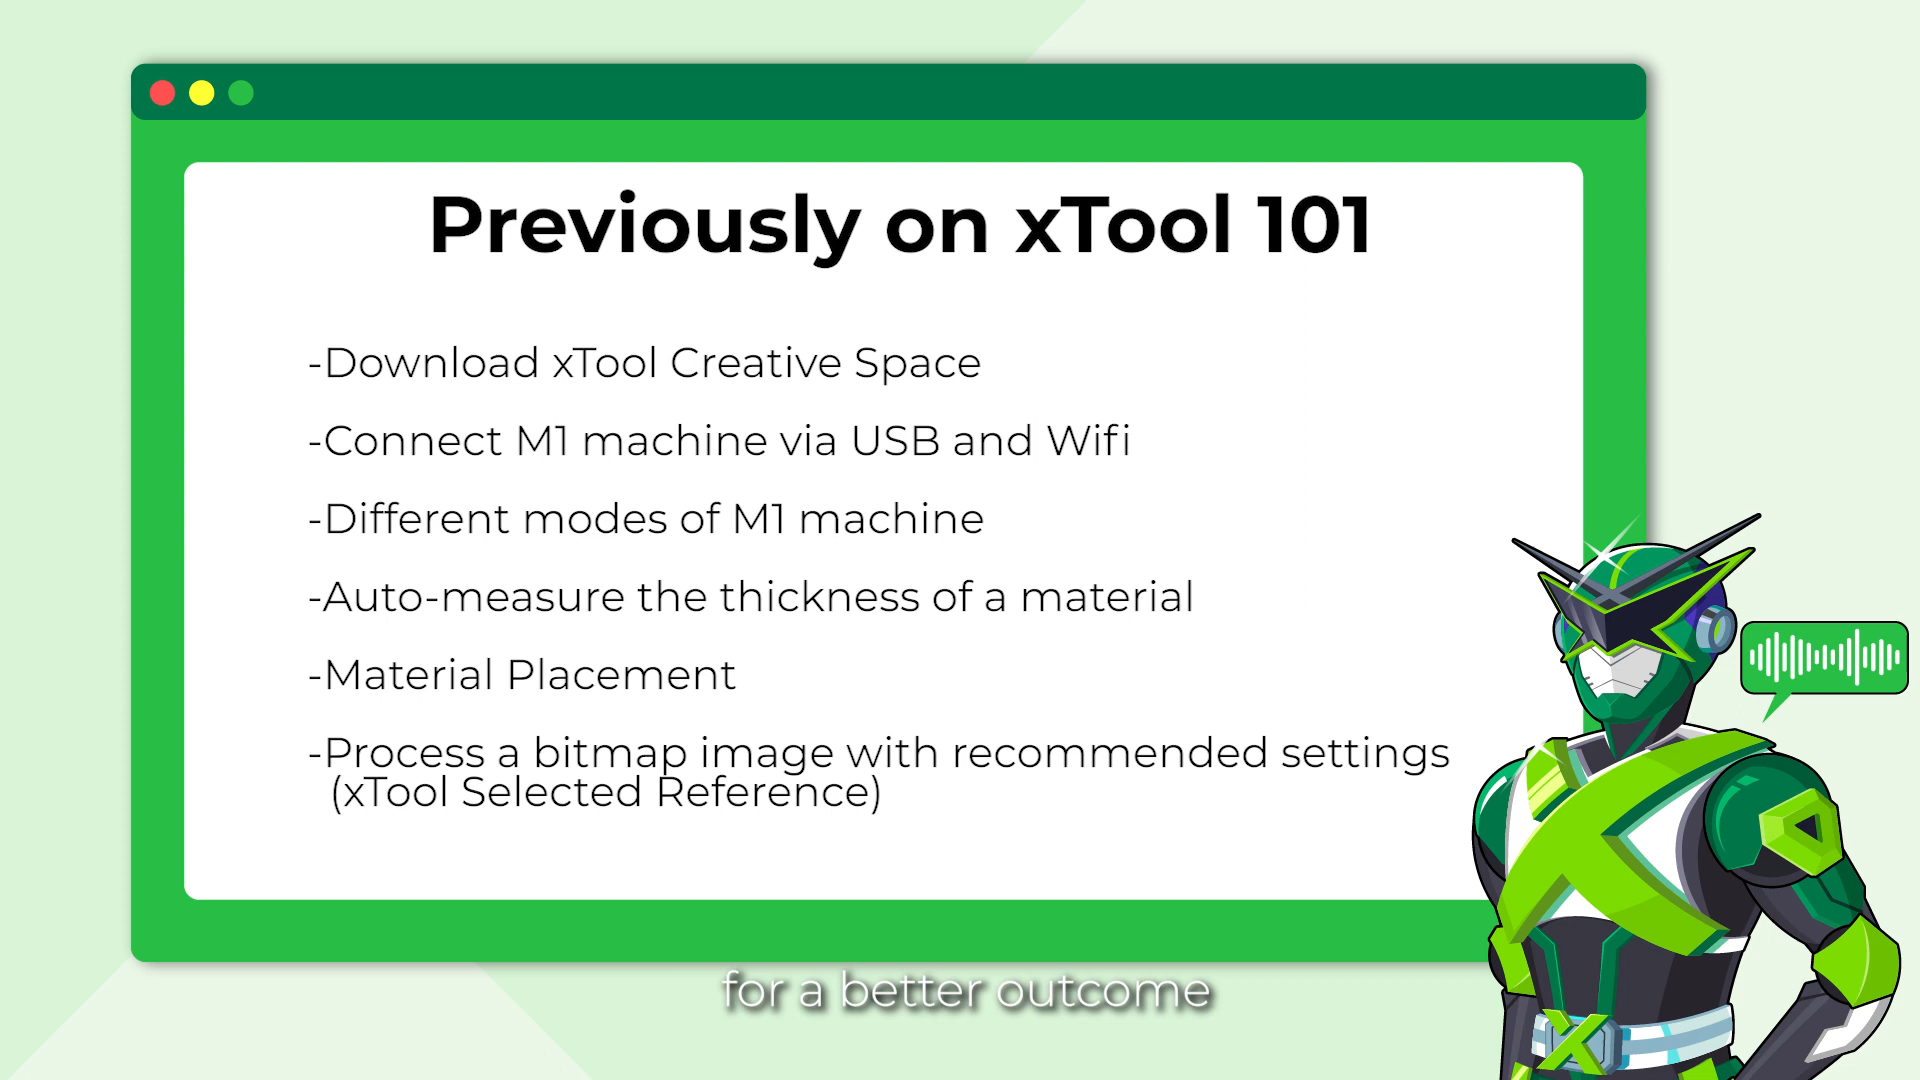 Previously on xTool 101
-Download xTool Creative Space
-Connect M1 machine via USB and Wifi
-Different modes of M1 machine
-Auto-measure the thickness of a material
-Material Placement
-Process a bitmap image with recommended settings
(xTool Selected Reference)
for a better outcome